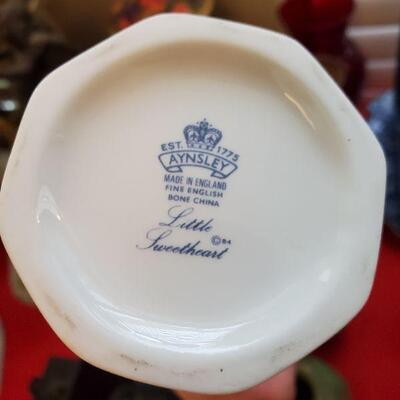 EST. 1775
AYNSLEY
MADE IN ENGLAND
FINE ENGLISH
BONE CHINA
Little
Sweetheart ©84